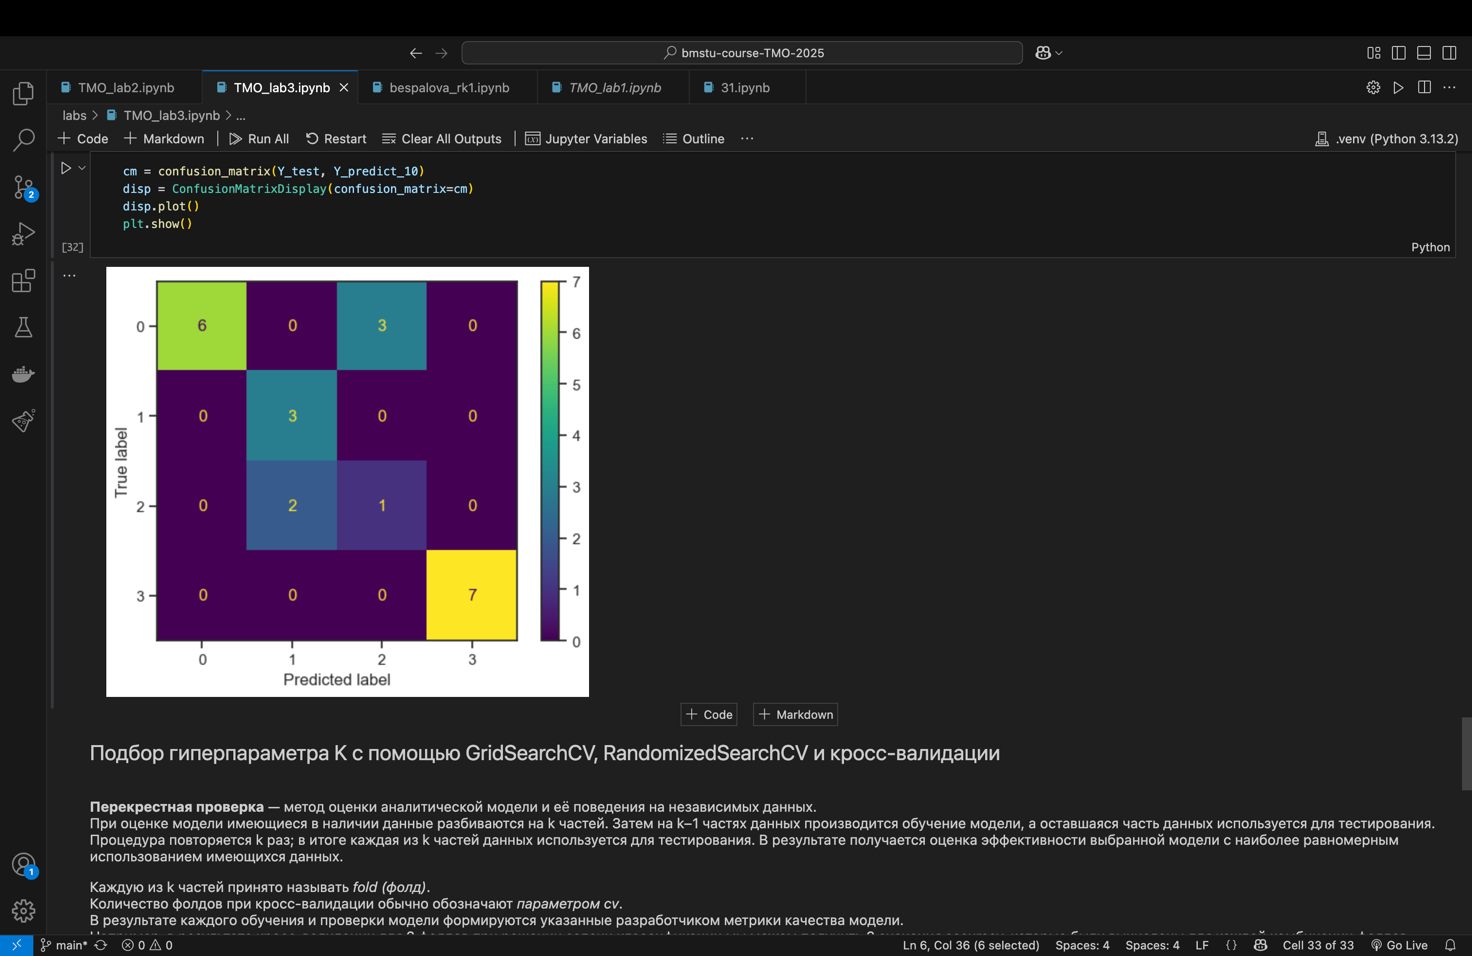 bmstu-course-TMO-2025
TMO_lab2.ipynb
TMO_lab3.ipynb
bespalova_rk1.ipynb
TMO_lab1.ipynb
31.ipynb
labs > TMO_lab3.ipynb > ...
+ Code + Markdown | Run All Restart Clear All Outputs | Jupyter Variables Outline ... .venv (Python 3.13.2)
cm = confusion_matrix(Y_test, Y_predict_10)
disp = ConfusionMatrixDisplay(confusion_matrix=cm)
disp.plot()
plt.show()
[32]
Python
2
...
0 6 0 3 0
1 0 3 0 0
2 0 2 1 0
3 0 0 0 7
True label
0 1 2 3
Predicted label
7
6
5
4
3
2
1
0
+ Code + Markdown
Подбор гиперпараметра K с помощью GridSearchCV, RandomizedSearchCV и кросс-валидации
Перекрестная проверка — метод оценки аналитической модели и её поведения на независимых данных.
При оценке модели имеющиеся в наличии данные разбиваются на k частей. Затем на k−1 частях данных производится обучение модели, а оставшаяся часть данных используется для тестирования.
Процедура повторяется k раз; в итоге каждая из k частей данных используется для тестирования. В результате получается оценка эффективности выбранной модели с наиболее равномерным
использованием имеющихся данных.
Каждую из k частей принято называть fold (фолд).
Количество фолдов при кросс-валидации обычно обозначают параметром cv.
В результате каждого обучения и проверки модели формируются указанные разработчиком метрики качества модели.
1
main* 0 0 Ln 6, Col 36 (6 selected) Spaces: 4 Spaces: 4 LF {} Cell 33 of 33 Go Live